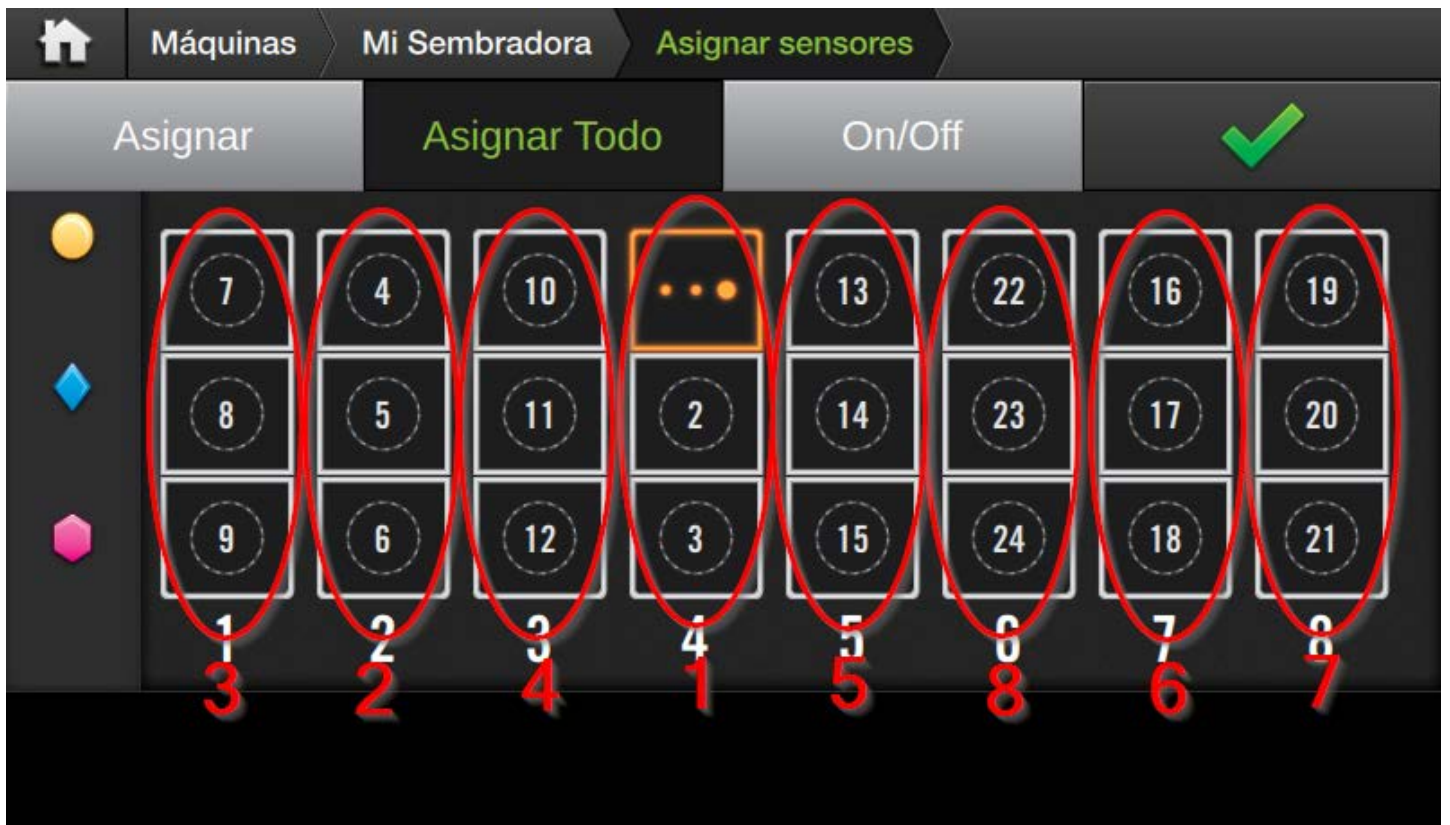 Máquinas Mi Sembradora Asignar sensores
Asignar Asignar Todo On/Off
7 4 10 13 22 16 19
8 5 11 2 14 23 17 20
9 6 12 3 15 24 18 21
1 2 3 4 5 6 7 8
3 2 4 1 5 8 6 7